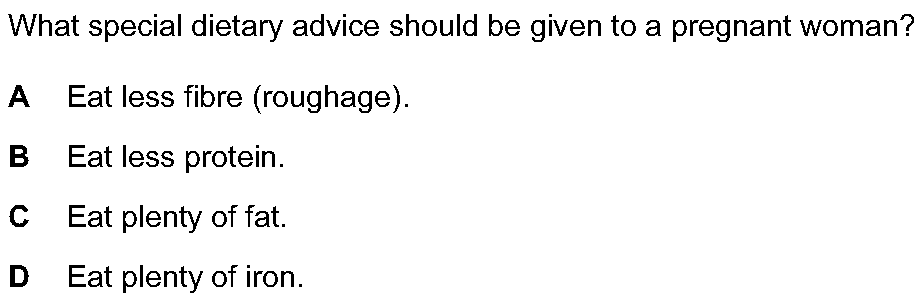 What special dietary advice should be given to a pregnant woman?
A Eat less fibre (roughage).
B Eat less protein.
C Eat plenty of fat.
D Eat plenty of iron.